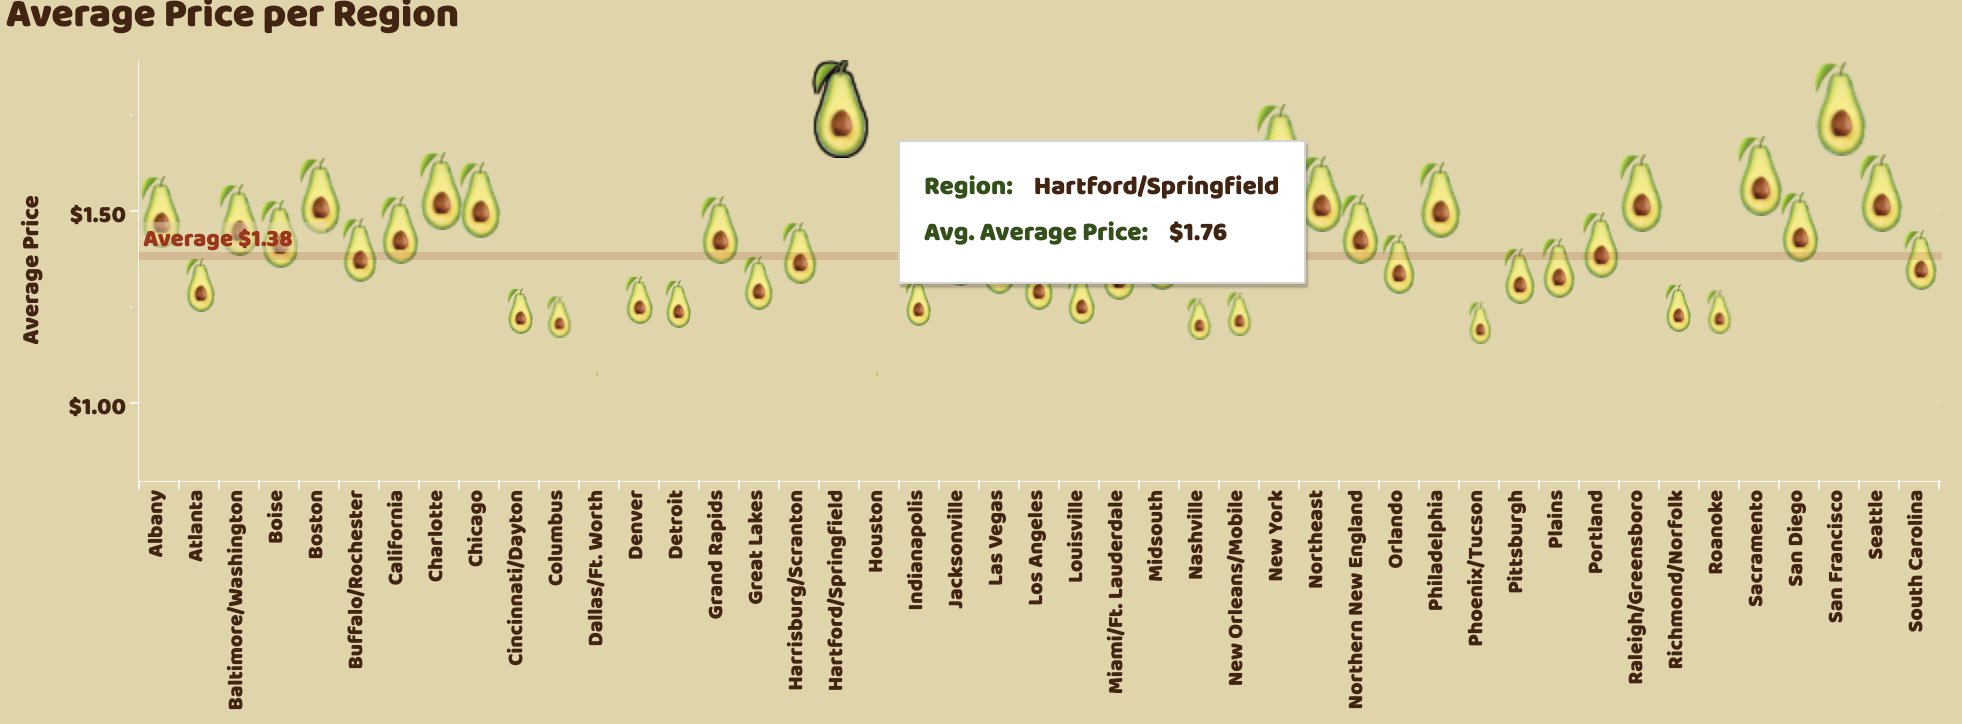 Average Price per Region
Average Price
$1.50
$1.00
Average $1.38
Region: Hartford/Springfield
Avg. Average Price: $1.76
Albany
Atlanta
Baltimore/Washington
Boise
Boston
Buffalo/Rochester
California
Charlotte
Chicago
Cincinnati/Dayton
Columbus
Dallas/Ft. Worth
Denver
Detroit
Grand Rapids
Great Lakes
Harrisburg/Scranton
Hartford/Springfield
Houston
Indianapolis
Jacksonville
Las Vegas
Los Angeles
Louisville
Miami/Ft. Lauderdale
Midsouth
Nashville
New Orleans/Mobile
New York
Northeast
Northern New England
Orlando
Philadelphia
Phoenix/Tucson
Pittsburgh
Plains
Portland
Raleigh/Greensboro
Richmond/Norfolk
Roanoke
Sacramento
San Diego
San Francisco
Seattle
South Carolina